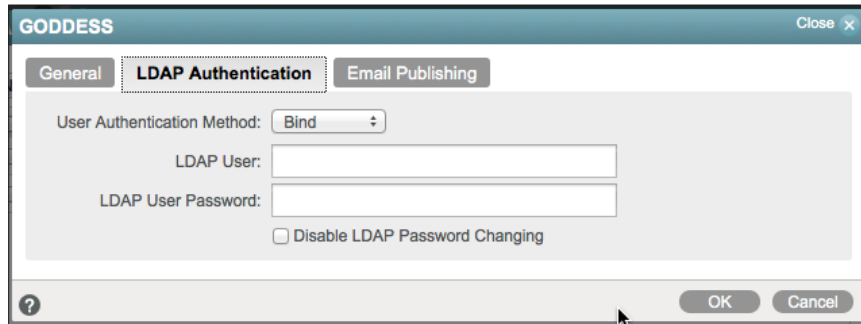 GODDESS Close x
General LDAP Authentication Email Publishing
User Authentication Method: Bind
LDAP User:
LDAP User Password:
Disable LDAP Password Changing
? OK Cancel